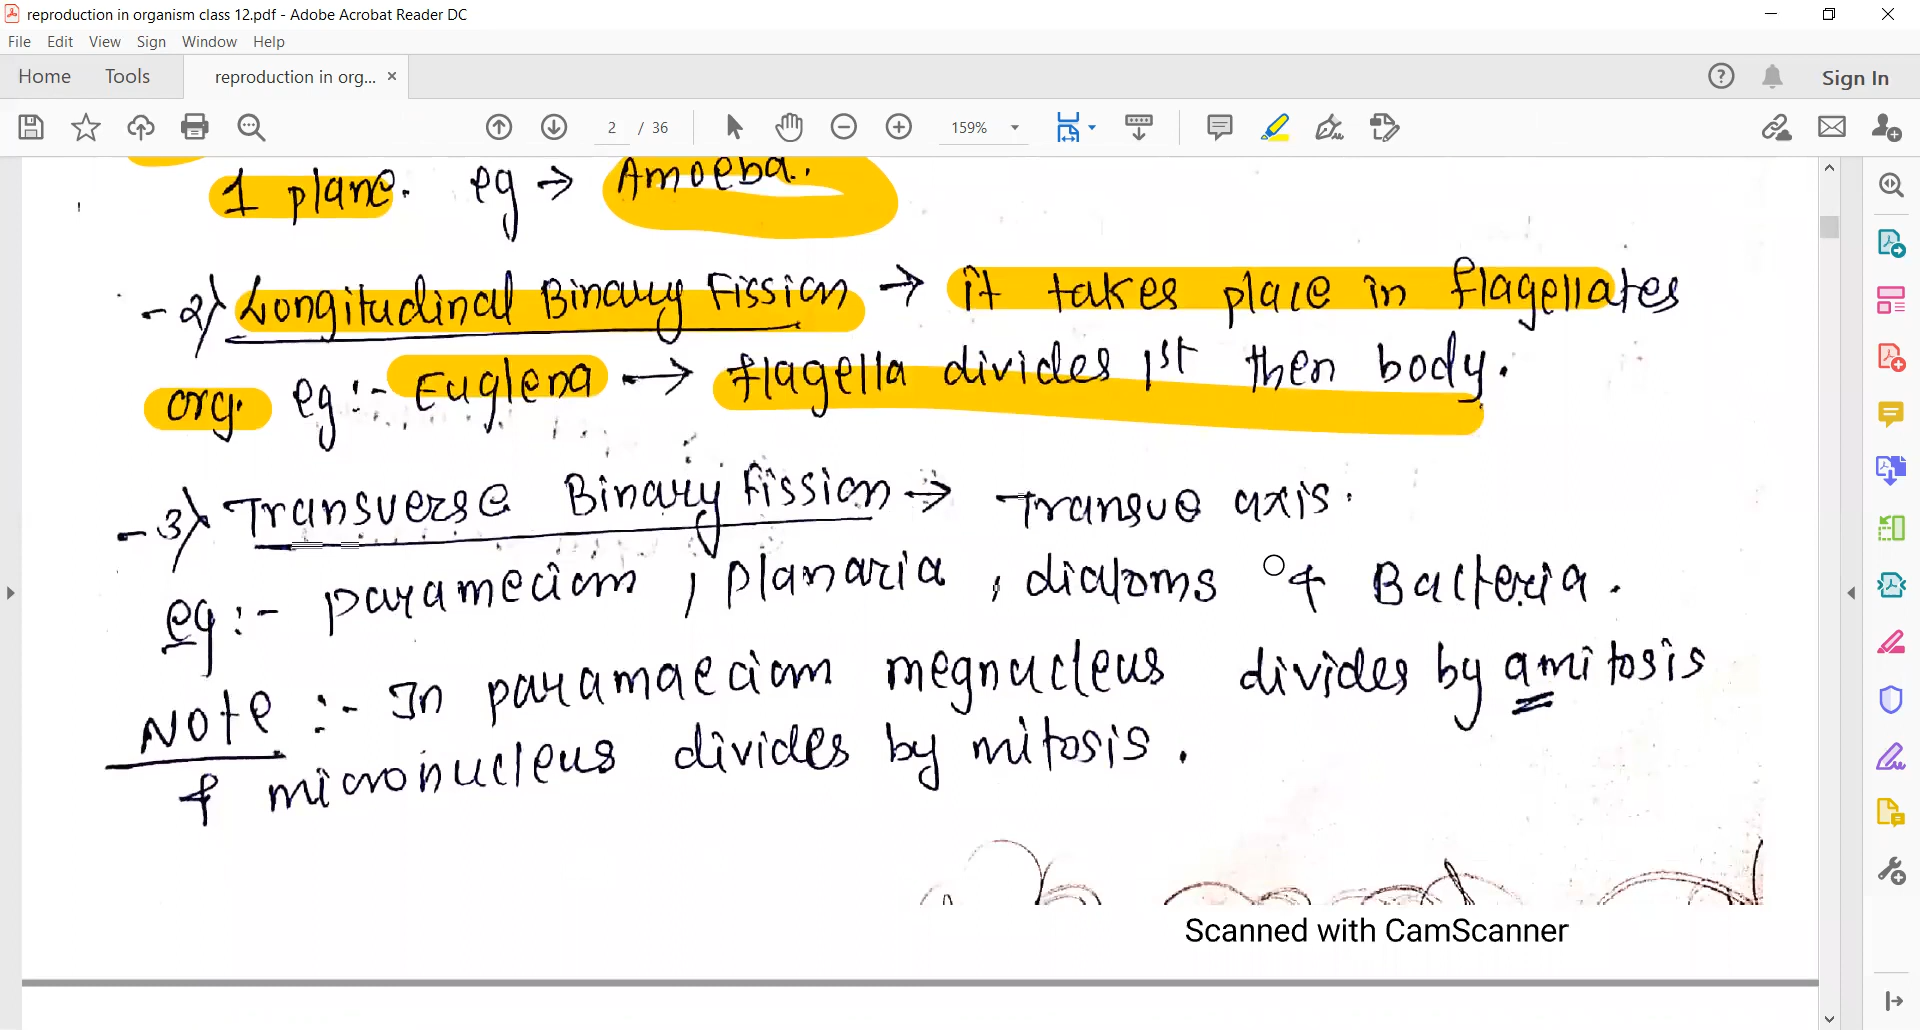 reproduction in organism class 12.pdf - Adobe Acrobat Reader DC
File Edit View Sign Window Help
Home Tools reproduction in org... × Sign In
2 / 36 159%
1 plane. eg → Amoeba.
- 2) Longitudinal Binary Fission → it takes place in flagellates
org. eg :- Euglena → flagella divides 1st then body.
- 3) Transverse Binary Fission → Transve axis.
eg :- paramecium, planaria, diatoms & Bacteria.
Note :- In paramaecium megnucleus divides by amitosis
& micronucleus divides by mitosis.
Scanned with CamScanner